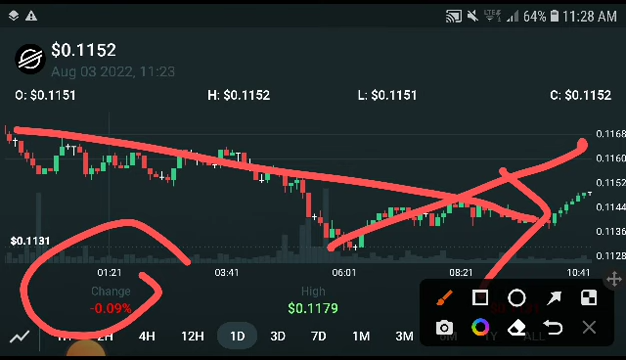 64% 11:28 AM
$0.1152
Aug 03 2022, 11:23
O: $0.1151 H: $0.1152 L: $0.1151 C: $0.1152
0.1168
0.1160
0.1152
0.1144
0.1136
0.1128
$0.1131
01:21 03:41 06:01 08:21 10:41
Change High
-0.09% $0.1179
4H 12H 1D 3D 7D 1M 3M